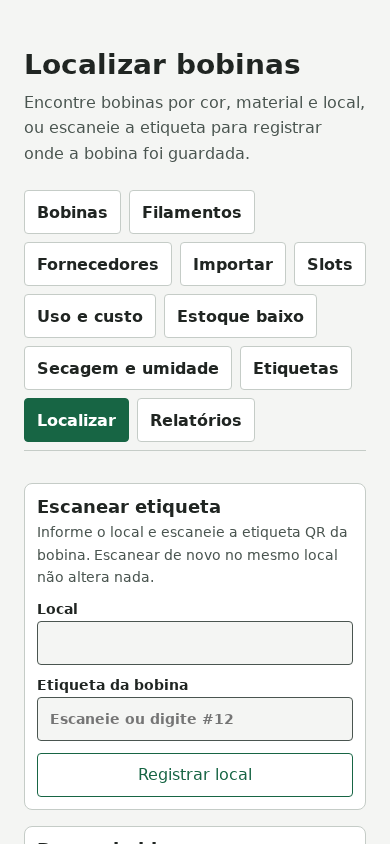 Localizar bobinas
Encontre bobinas por cor, material e local,
ou escaneie a etiqueta para registrar
onde a bobina foi guardada.
Bobinas
Filamentos
Fornecedores
Importar
Slots
Uso e custo
Estoque baixo
Secagem e umidade
Etiquetas
Localizar
Relatórios
Escanear etiqueta
Informe o local e escaneie a etiqueta QR da
bobina. Escanear de novo no mesmo local
não altera nada.
Local
Etiqueta da bobina
Escaneie ou digite #12
Registrar local